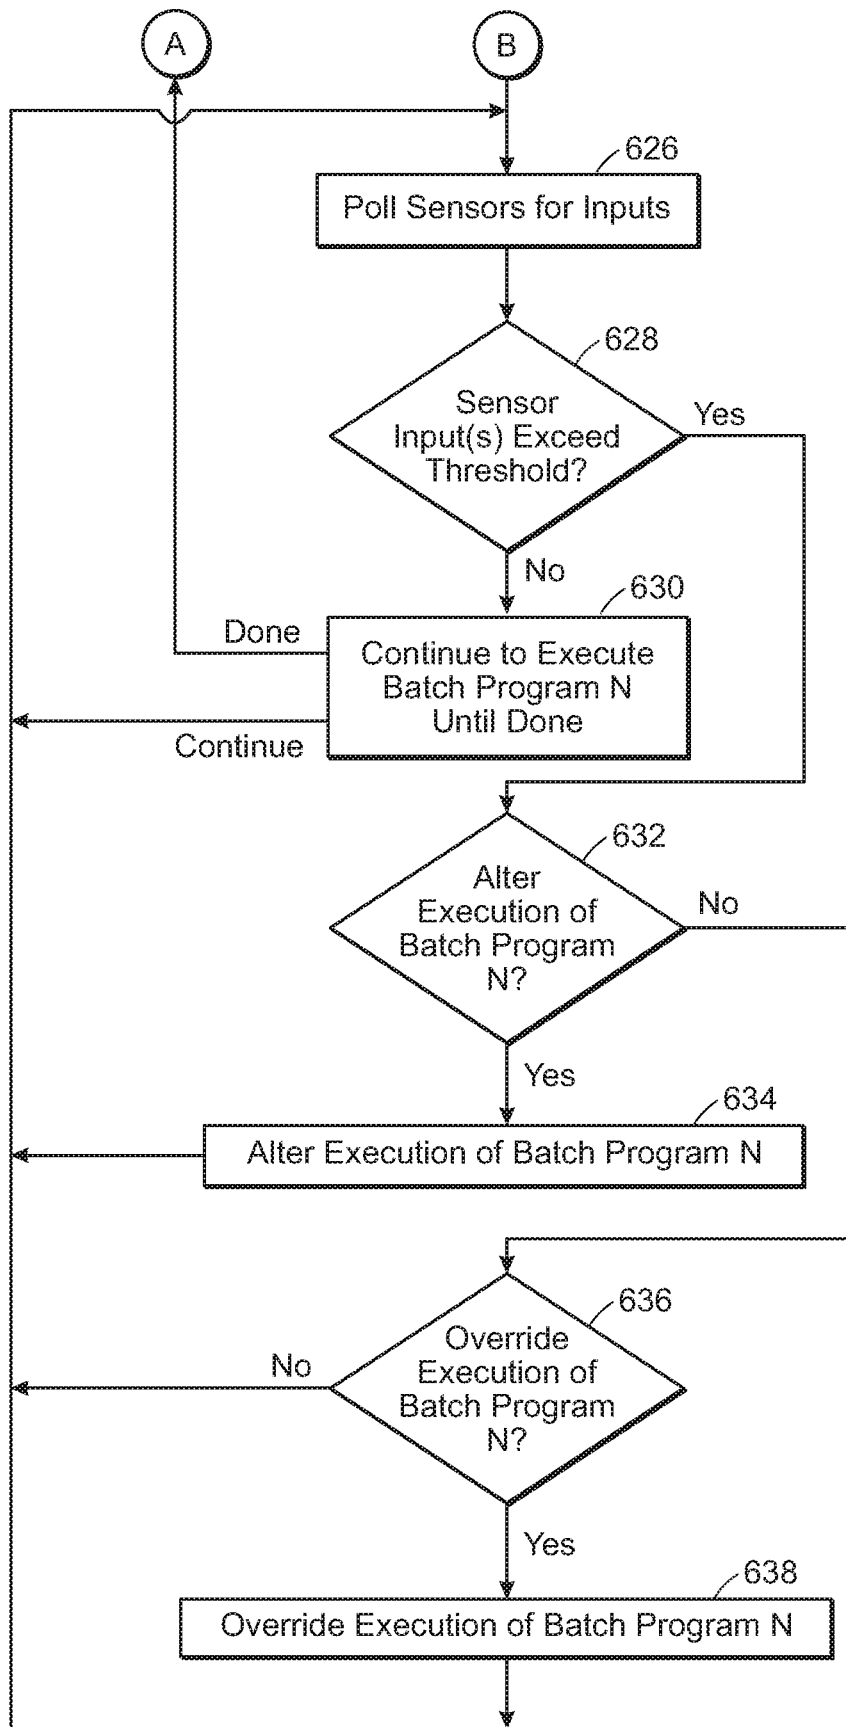 A
B
626
Poll Sensors for Inputs
628
Sensor
Input(s) Exceed
Threshold?
Yes
No
630
Done
Continue to Execute
Batch Program N
Until Done
Continue
632
Alter
Execution of
Batch Program
N?
No
Yes
634
Alter Execution of Batch Program N
636
Override
Execution of
Batch Program
N?
No
Yes
638
Override Execution of Batch Program N